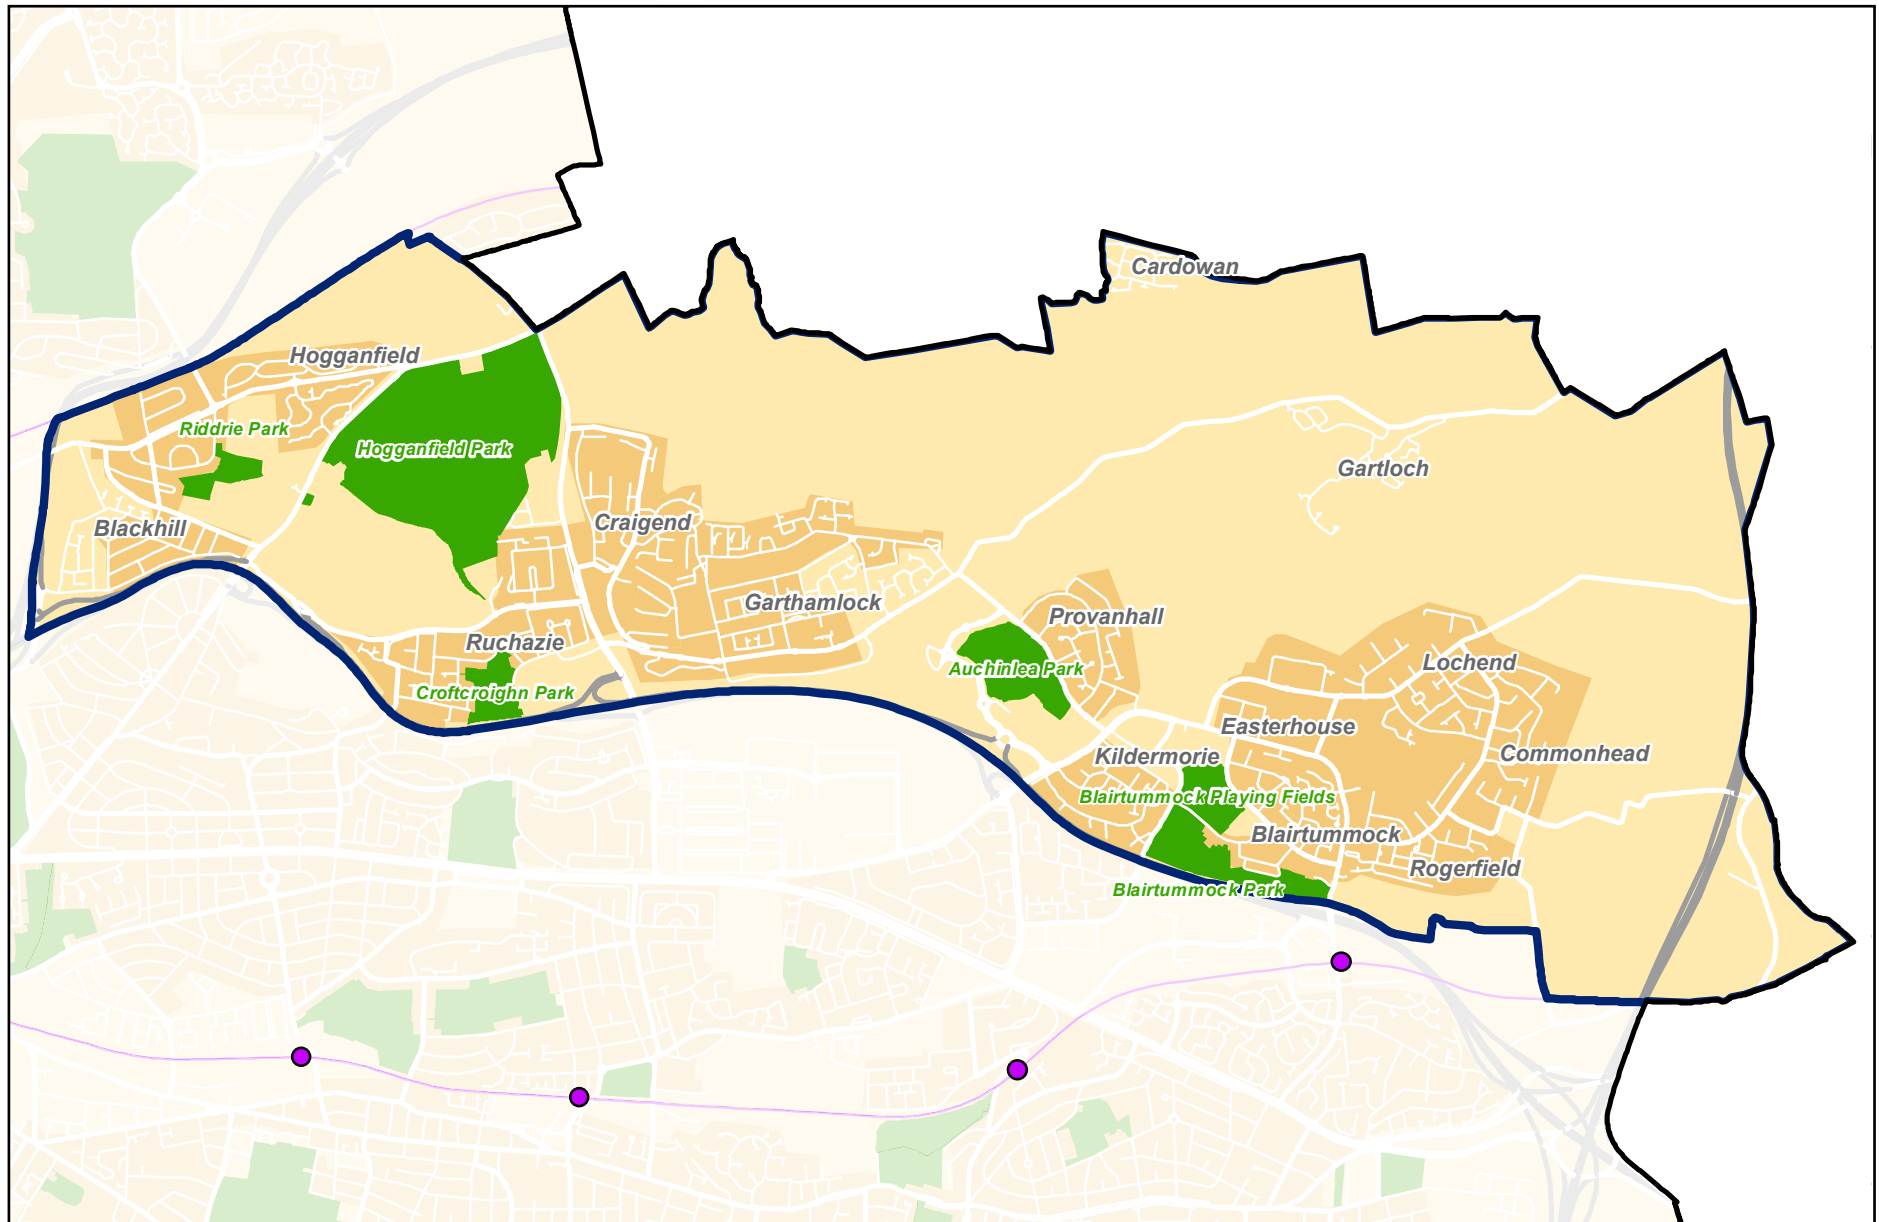 Cardowan
Hogganfield
Riddrie Park
Hogganfield Park
Gartloch
Blackhill
Craigend
Garthamlock
Provanhall
Ruchazie
Auchinlea Park
Lochend
Croftcroighn Park
Easterhouse
Kildermorie
Commonhead
Blairtummock Playing Fields
Blairtummock
Rogerfield
Blairtummock Park